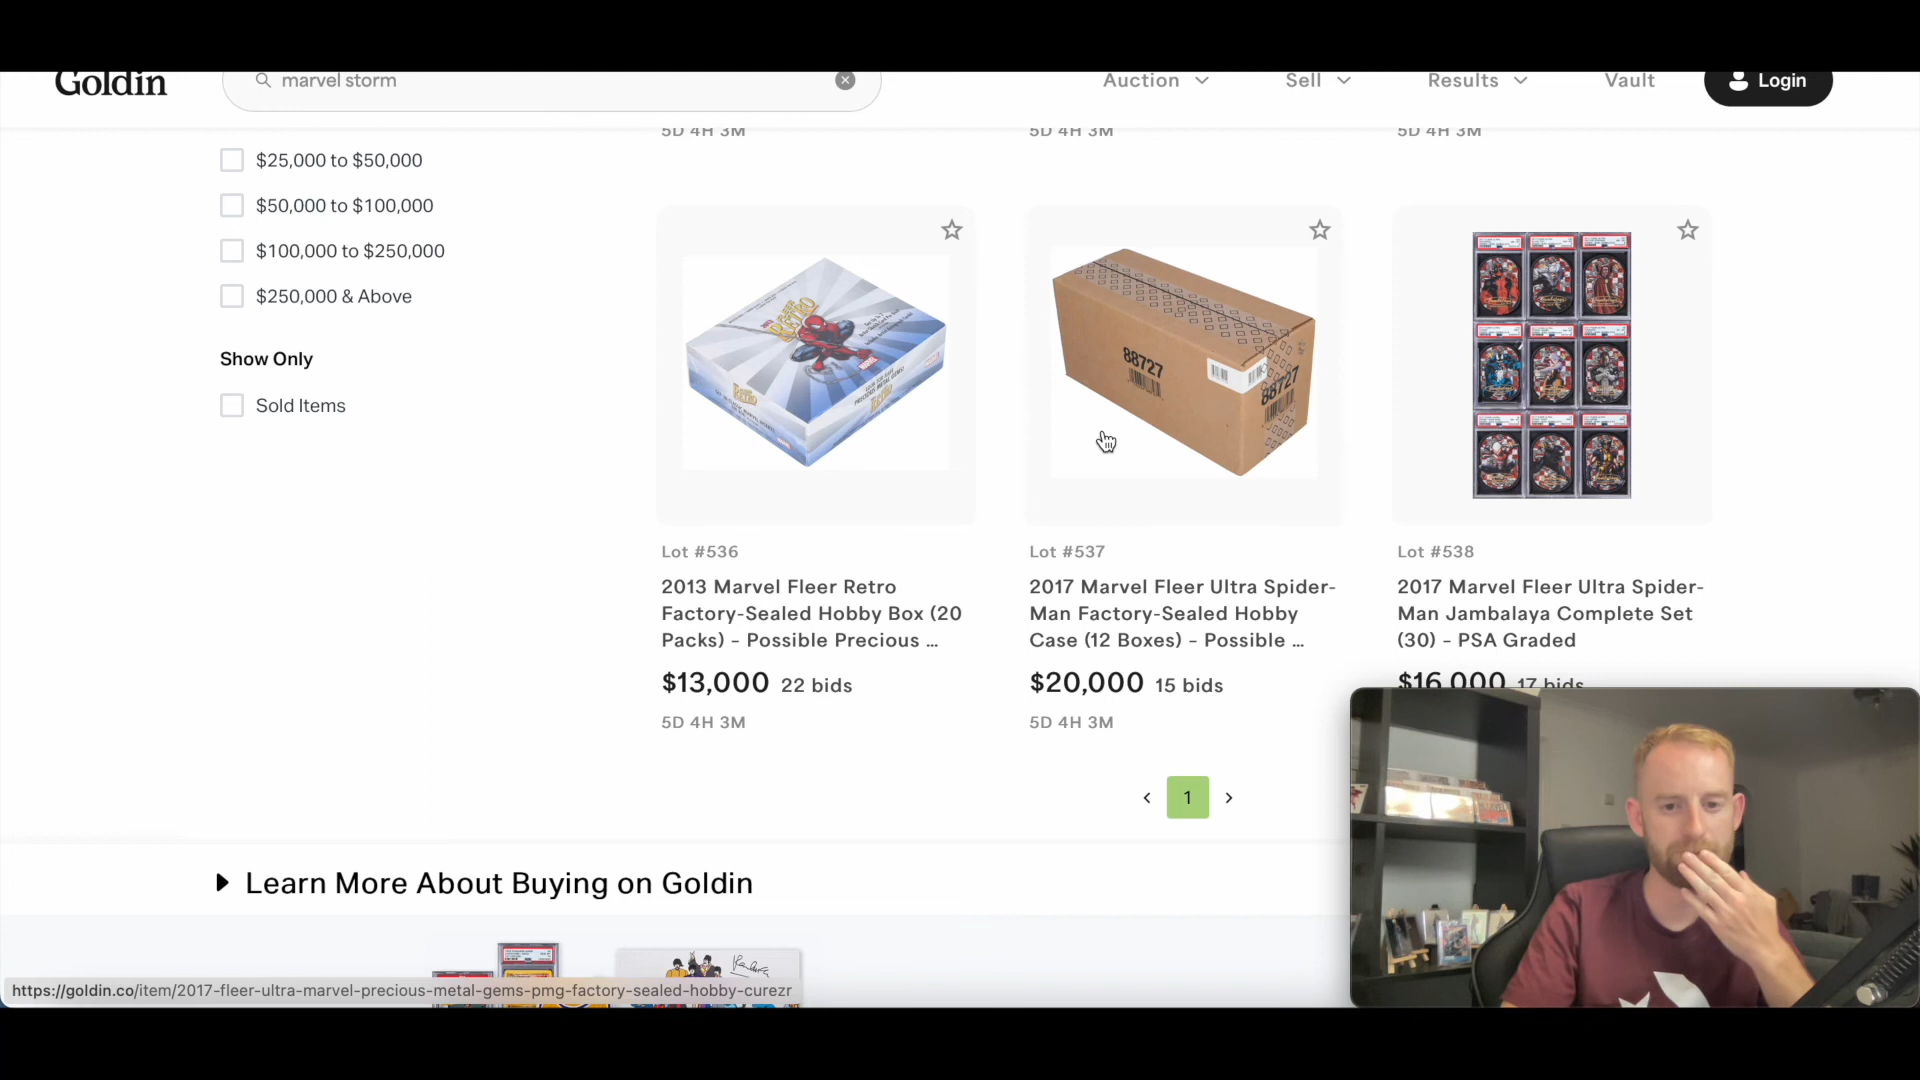 Goldin
marvel storm
Auction
Sell
Results
Vault
Login
$25,000 to $50,000
$50,000 to $100,000
$100,000 to $250,000
$250,000 & Above
Show Only
Sold Items
5D 4H 3M
5D 4H 3M
5D 4H 3M
RETRO
88727
88727
Lot #536
2013 Marvel Fleer Retro
Factory-Sealed Hobby Box (20
Packs) – Possible Precious ...
$13,000 22 bids
5D 4H 3M
Lot #537
2017 Marvel Fleer Ultra Spider-
Man Factory-Sealed Hobby
Case (12 Boxes) – Possible ...
$20,000 15 bids
5D 4H 3M
Lot #538
2017 Marvel Fleer Ultra Spider-
Man Jambalaya Complete Set
(30) – PSA Graded
$16,000 17 bids
1
Learn More About Buying on Goldin
https://goldin.co/item/2017-fleer-ultra-marvel-precious-metal-gems-pmg-factory-sealed-hobby-curezr